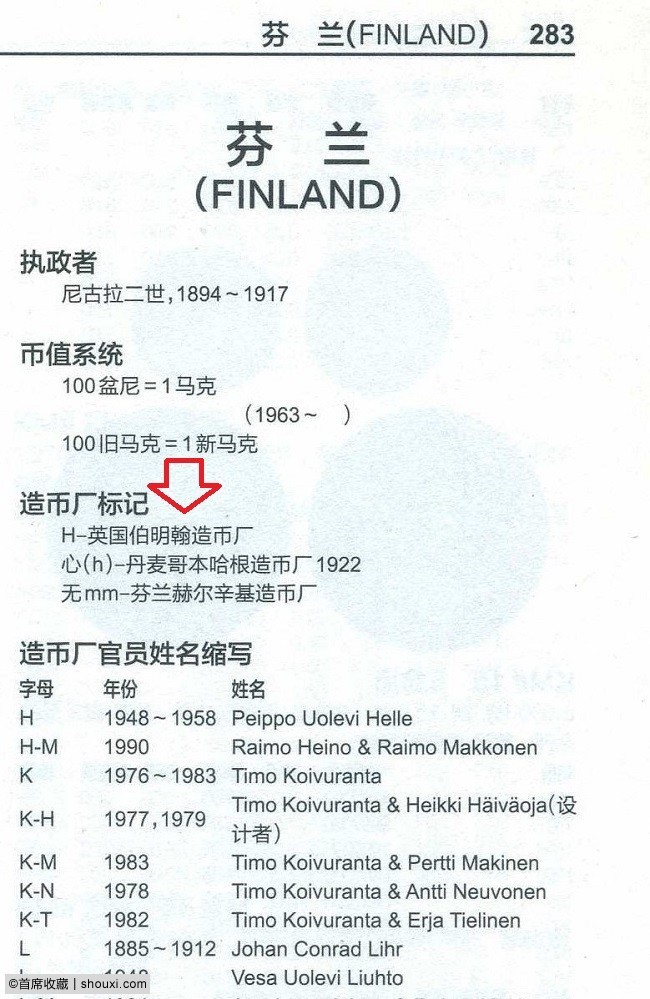 芬 兰(FINLAND) 283
芬 兰
(FINLAND)
执政者
尼古拉二世,1894~1917
币值系统
100盆尼=1马克
(1963~ )
100旧马克=1新马克
造币厂标记
H-英国伯明翰造币厂
心(h)-丹麦哥本哈根造币厂1922
无mm-芬兰赫尔辛基造币厂
造币厂官员姓名缩写
字母 年份 姓名
H 1948~1958 Peippo Uolevi Helle
H-M 1990 Raimo Heino & Raimo Makkonen
K 1976~1983 Timo Koivuranta
K-H 1977,1979 Timo Koivuranta & Heikki Häiväoja(设
计者)
K-M 1983 Timo Koivuranta & Pertti Makinen
K-N 1978 Timo Koivuranta & Antti Neuvonen
K-T 1982 Timo Koivuranta & Erja Tielinen
L 1885~1912 Johan Conrad Lihr
L 1948 Vesa Uolevi Liuhto
©首席收藏 | shouxi.com